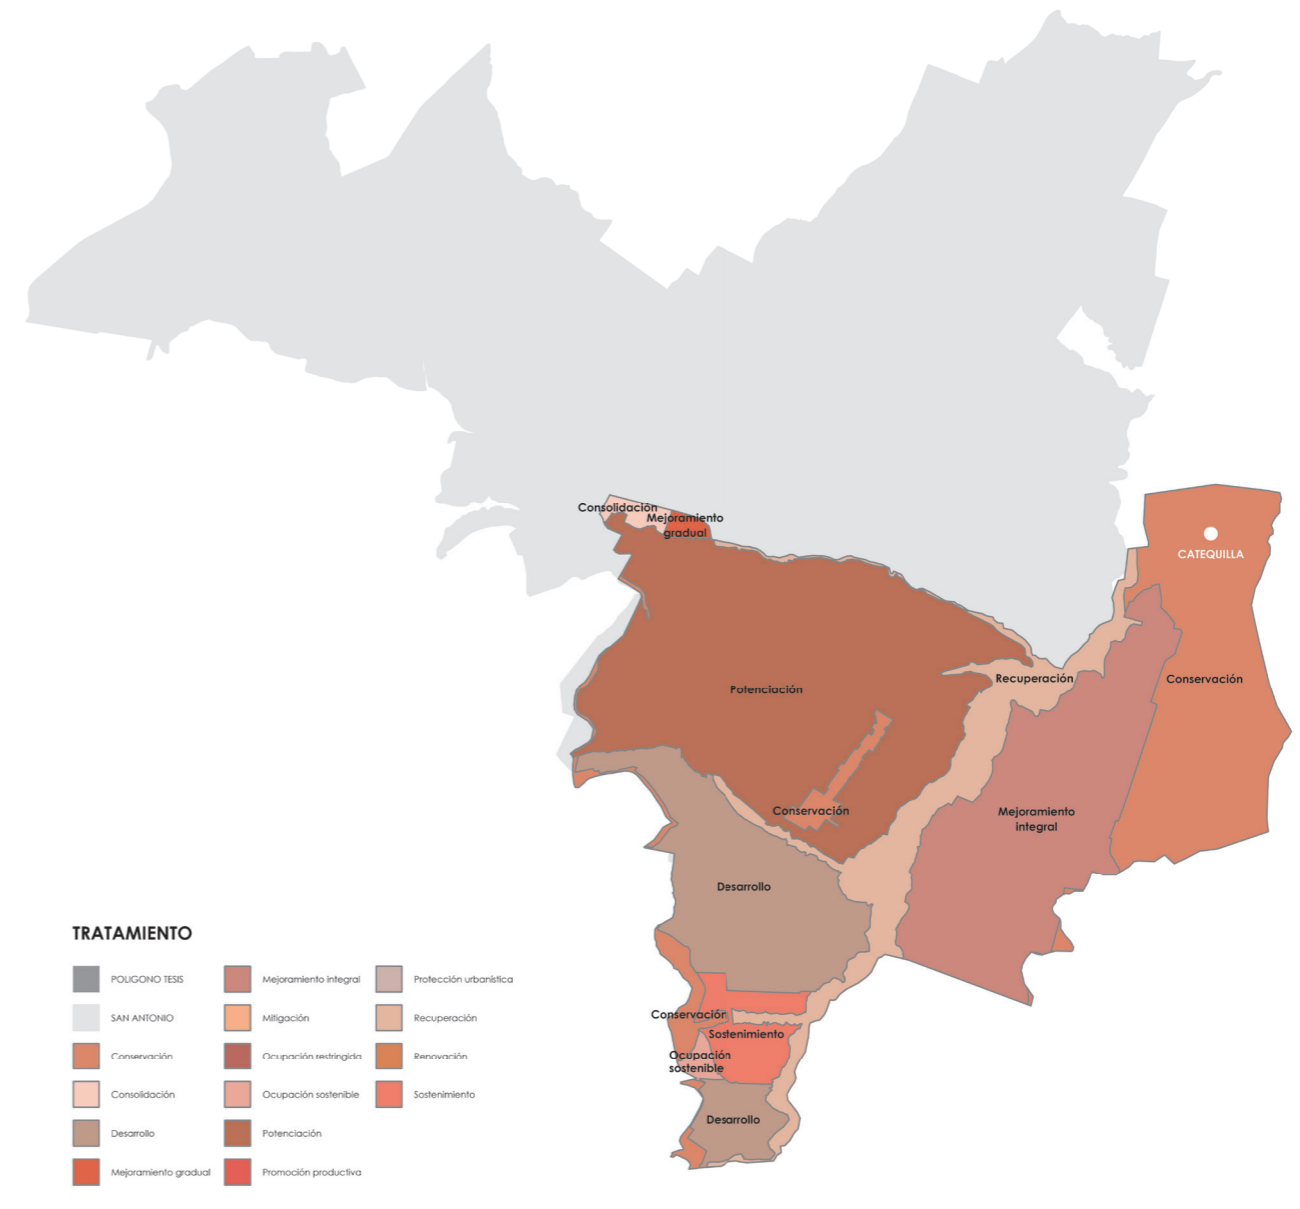 Consolidación
Mejoramiento
gradual
CATEQUILLA
Recuperación
Conservación
Potenciación
Conservación
Mejoramiento
integral
Desarrollo
Conservación
Sostenimiento
Ocupación
sostenible
Desarrollo
TRATAMIENTO
POLIGONO TESIS
SAN ANTONIO
Conservación
Consolidación
Desarrollo
Mejoramiento gradual
Mejoramiento integral
Mitigación
Ocupación restringida
Ocupación sostenible
Potenciación
Promoción productiva
Protección urbanística
Recuperación
Renovación
Sostenimiento